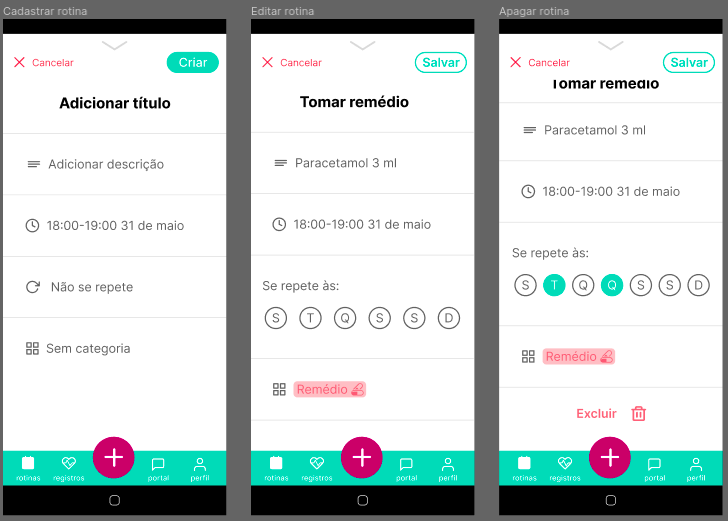 Cadastrar rotina
Cancelar
Criar
Adicionar título
Adicionar descrição
18:00-19:00 31 de maio
Não se repete
Sem categoria
rotinas registros portal perfil
Editar rotina
Cancelar
Salvar
Tomar remédio
Paracetamol 3 ml
18:00-19:00 31 de maio
Se repete às:
S T Q S S D
Remédio
rotinas registros portal perfil
Apagar rotina
Cancelar
Salvar
Tomar remédio
Paracetamol 3 ml
18:00-19:00 31 de maio
Se repete às:
S T Q Q S S D
Remédio
Excluir
rotinas registros portal perfil